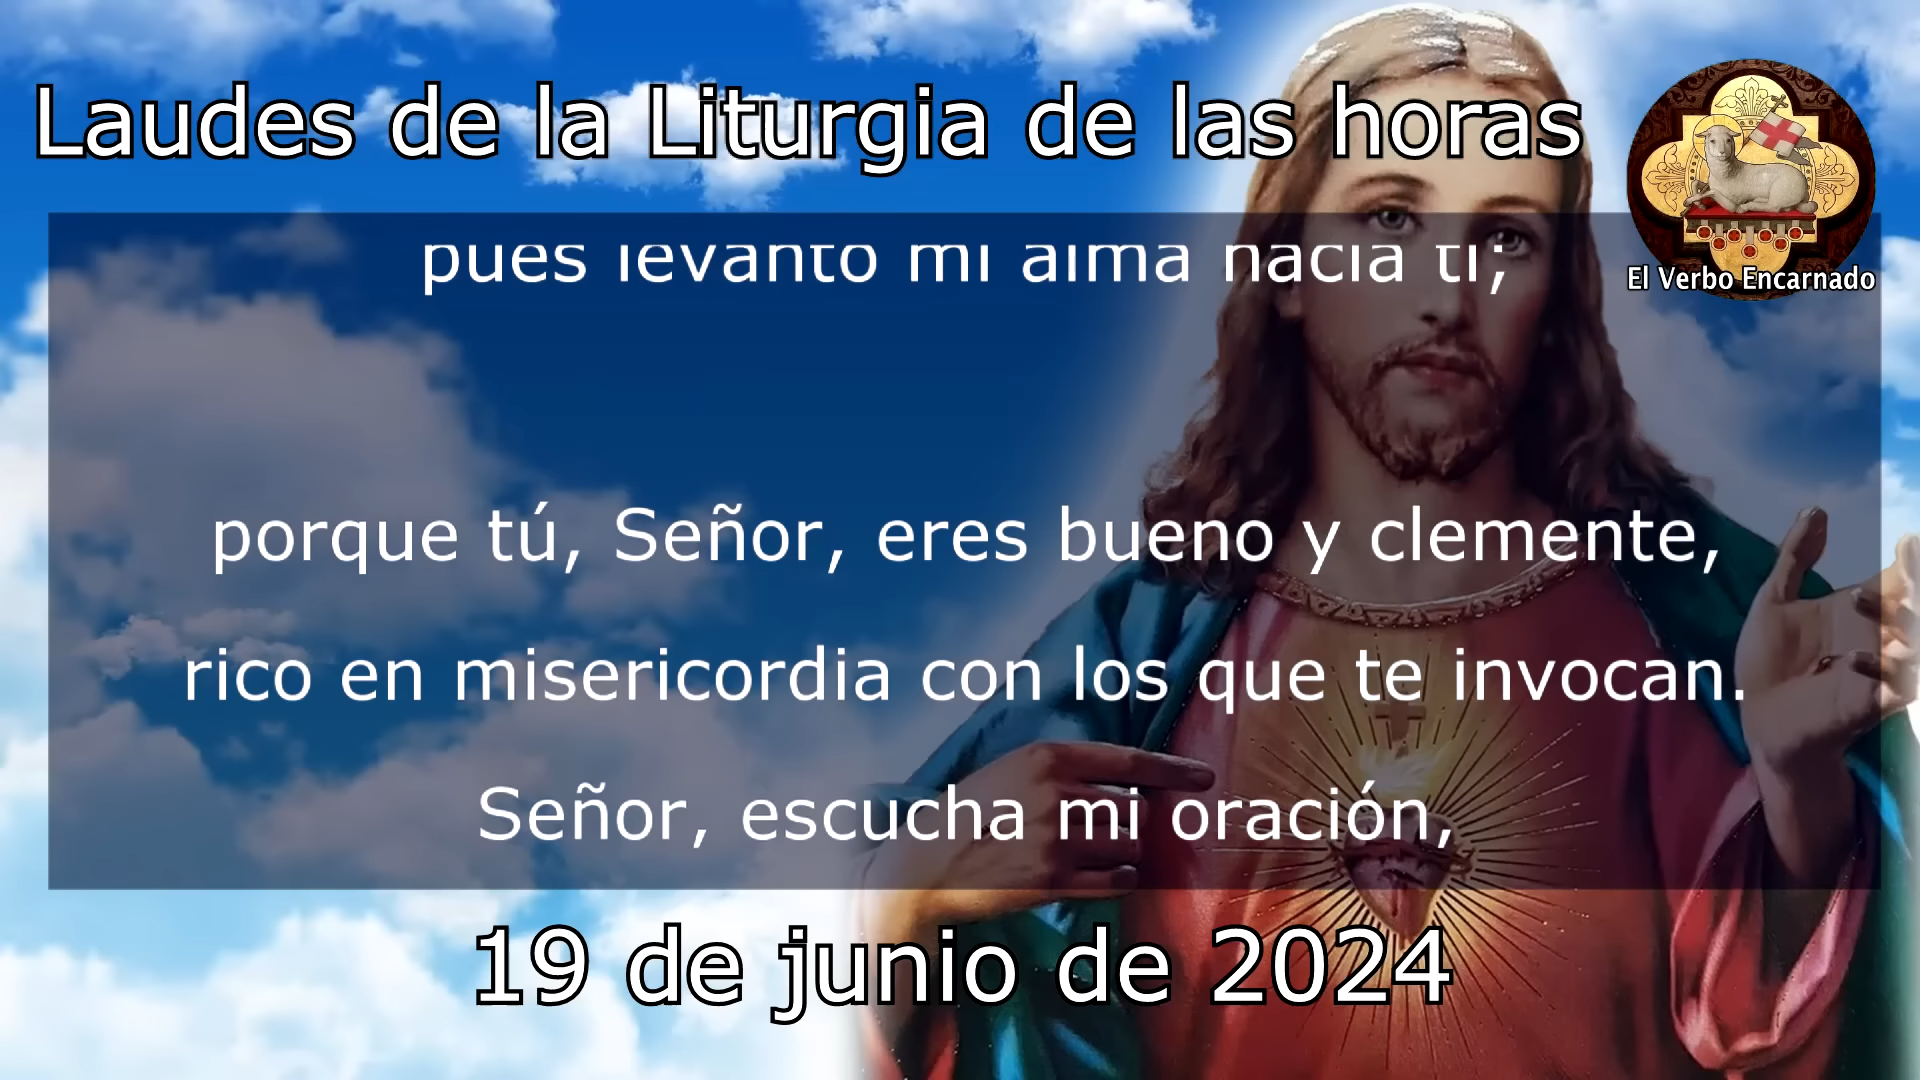 Laudes de la Liturgia de las horas
El Verbo Encarnado
pues levanto mi alma hacia ti;
porque tú, Señor, eres bueno y clemente,
rico en misericordia con los que te invocan.
Señor, escucha mi oración,
19 de junio de 2024